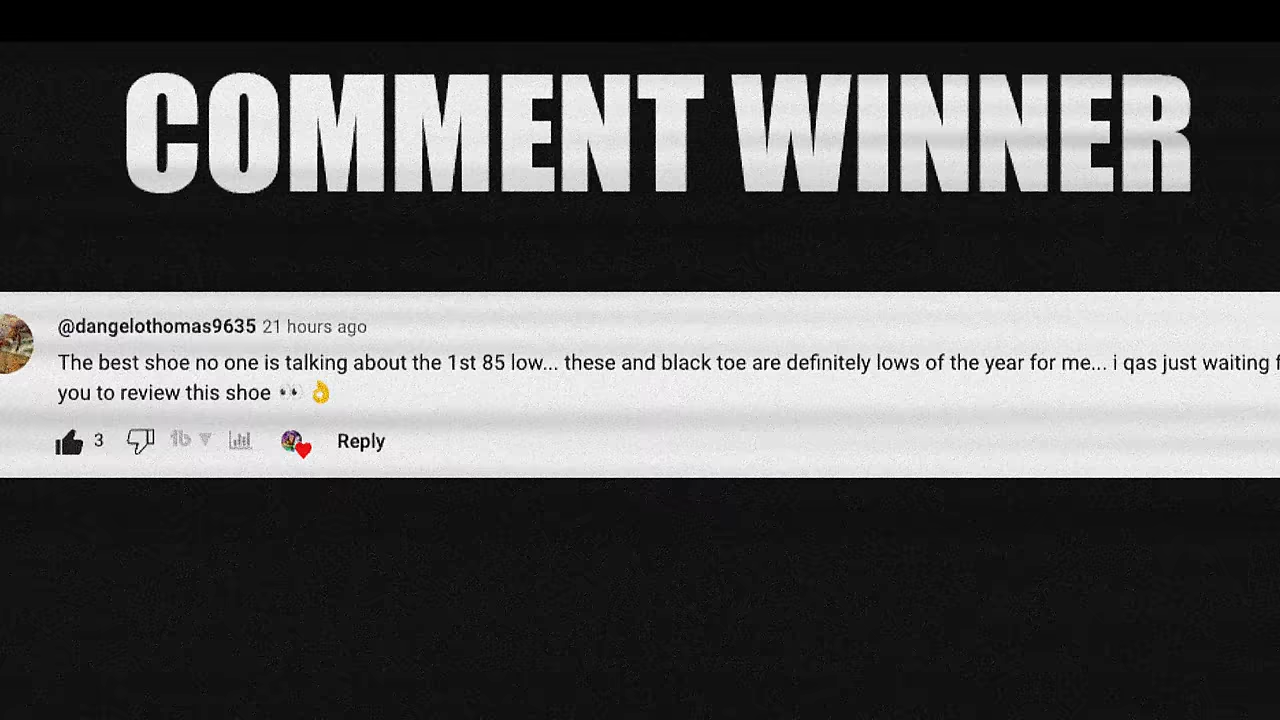 COMMENT WINNER
@dangelothomas9635 21 hours ago
The best shoe no one is talking about the 1st 85 low... these and black toe are definitely lows of the year for me... i qas just waiting
you to review this shoe 👀 👌
3
Reply